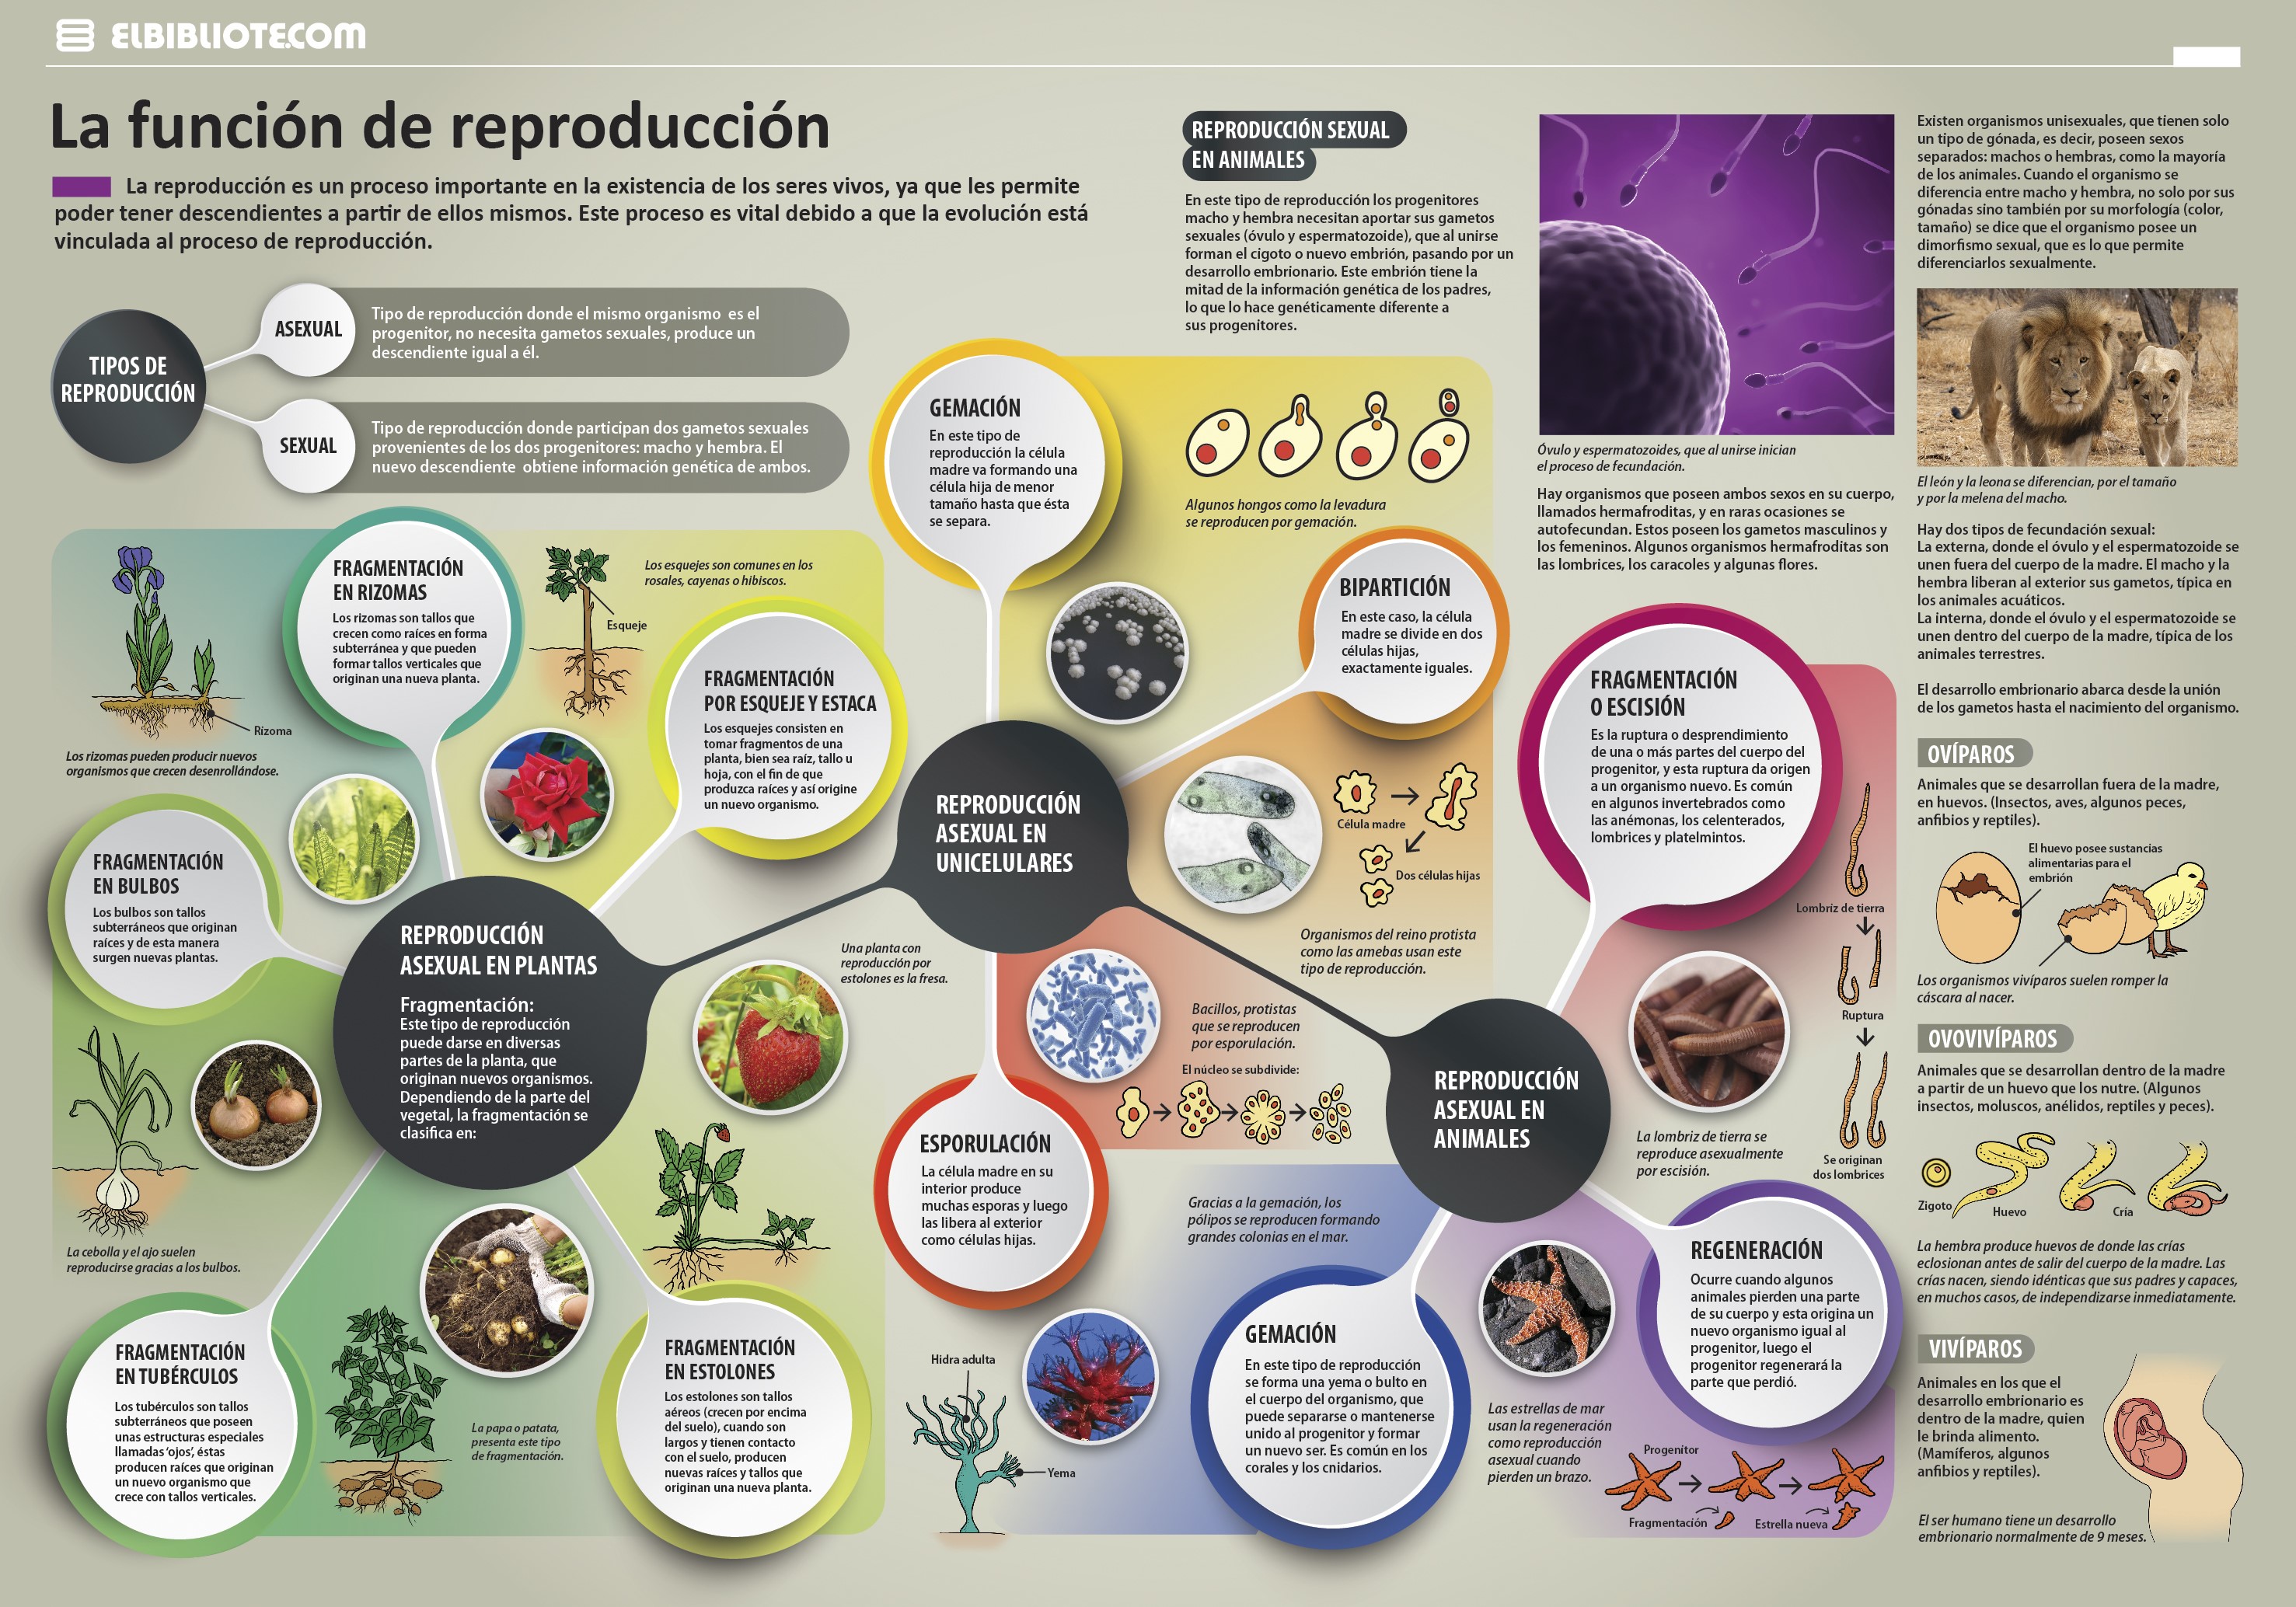 ELBIBLIOTE.COM
La función de reproducción
La reproducción es un proceso importante en la existencia de los seres vivos, ya que les permite
poder tener descendientes a partir de ellos mismos. Este proceso es vital debido a que la evolución está
vinculada al proceso de reproducción.
TIPOS DE
REPRODUCCIÓN
ASEXUAL
Tipo de reproducción donde el mismo organismo es el
progenitor, no necesita gametos sexuales, produce un
descendiente igual a él.
SEXUAL
Tipo de reproducción donde participan dos gametos sexuales
provenientes de los dos progenitores: macho y hembra. El
nuevo descendiente obtiene información genética de ambos.
FRAGMENTACIÓN
EN RIZOMAS
Los rizomas son tallos que
crecen como raíces en forma
subterránea y que pueden
formar tallos verticales que
originan una nueva planta.
Rizoma
Los rizomas pueden producir nuevos
organismos que crecen desenrollándose.
Los esquejes son comunes en los
rosales, cayenas o hibiscos.
Esqueje
FRAGMENTACIÓN
POR ESQUEJE Y ESTACA
Los esquejes consisten en
tomar fragmentos de una
planta, bien sea raíz, tallo u
hoja, con el fin de que
produzca raíces y así origine
un nuevo organismo.
FRAGMENTACIÓN
EN BULBOS
Los bulbos son tallos
subterráneos que originan
raíces y de esta manera
surgen nuevas plantas.
La cebolla y el ajo suelen
reproducirse gracias a los bulbos.
REPRODUCCIÓN
ASEXUAL EN PLANTAS
Fragmentación:
Este tipo de reproducción
puede darse en diversas
partes de la planta, que
originan nuevos organismos.
Dependiendo de la parte del
vegetal, la fragmentación se
clasifica en:
Una planta con
reproducción por
estolones es la fresa.
FRAGMENTACIÓN
EN TUBÉRCULOS
Los tubérculos son tallos
subterráneos que poseen
unas estructuras especiales
llamadas ‘ojos’, éstas
producen raíces que originan
un nuevo organismo que
crece con tallos verticales.
La papa o patata,
presenta este tipo
de fragmentación.
FRAGMENTACIÓN
EN ESTOLONES
Los estolones son tallos
aéreos (crecen por encima
del suelo), cuando son
largos y tienen contacto
con el suelo, producen
nuevas raíces y tallos que
originan una nueva planta.
GEMACIÓN
En este tipo de
reproducción la célula
madre va formando una
célula hija de menor
tamaño hasta que ésta
se separa.
Algunos hongos como la levadura
se reproducen por gemación.
BIPARTICIÓN
En este caso, la célula
madre se divide en dos
células hijas,
exactamente iguales.
Célula madre
Dos células hijas
Organismos del reino protista
como las amebas usan este
tipo de reproducción.
REPRODUCCIÓN
ASEXUAL EN
UNICELULARES
Bacillos, protistas
que se reproducen
por esporulación.
El núcleo se subdivide:
ESPORULACIÓN
La célula madre en su
interior produce
muchas esporas y luego
las libera al exterior
como células hijas.
REPRODUCCIÓN
ASEXUAL EN
ANIMALES
Gracias a la gemación, los
pólipos se reproducen formando
grandes colonias en el mar.
Hidra adulta
Yema
GEMACIÓN
En este tipo de reproducción
se forma una yema o bulto en
el cuerpo del organismo, que
puede separarse o mantenerse
unido al progenitor y formar
un nuevo ser. Es común en los
corales y los cnidarios.
FRAGMENTACIÓN
O ESCISIÓN
Es la ruptura o desprendimiento
de una o más partes del cuerpo del
progenitor, y esta ruptura da origen
a un organismo nuevo. Es común
en algunos invertebrados como
las anémonas, los celenterados,
lombrices y platelmintos.
Lombriz de tierra
Ruptura
Se originan
dos lombrices
La lombriz de tierra se
reproduce asexualmente
por escisión.
REGENERACIÓN
Ocurre cuando algunos
animales pierden una parte
de su cuerpo y esta origina un
nuevo organismo igual al
progenitor, luego el
progenitor regenerará la
parte que perdió.
Las estrellas de mar
usan la regeneración
como reproducción
asexual cuando
pierden un brazo.
Progenitor
Fragmentación
Estrella nueva
REPRODUCCIÓN SEXUAL
EN ANIMALES
En este tipo de reproducción los progenitores
macho y hembra necesitan aportar sus gametos
sexuales (óvulo y espermatozoide), que al unirse
forman el cigoto o nuevo embrión, pasando por un
desarrollo embrionario. Este embrión tiene la
mitad de la información genética de los padres,
lo que lo hace genéticamente diferente a
sus progenitores.
Óvulo y espermatozoides, que al unirse inician
el proceso de fecundación.
Hay organismos que poseen ambos sexos en su cuerpo,
llamados hermafroditas, y en raras ocasiones se
autofecundan. Estos poseen los gametos masculinos y
los femeninos. Algunos organismos hermafroditas son
las lombrices, los caracoles y algunas flores.
Existen organismos unisexuales, que tienen solo
un tipo de gónada, es decir, poseen sexos
separados: machos o hembras, como la mayoría
de los animales. Cuando el organismo se
diferencia entre macho y hembra, no solo por sus
gónadas sino también por su morfología (color,
tamaño) se dice que el organismo posee un
dimorfismo sexual, que es lo que permite
diferenciarlos sexualmente.
El león y la leona se diferencian, por el tamaño
y por la melena del macho.
Hay dos tipos de fecundación sexual:
La externa, donde el óvulo y el espermatozoide se
unen fuera del cuerpo de la madre. El macho y la
hembra liberan al exterior sus gametos, típica en
los animales acuáticos.
La interna, donde el óvulo y el espermatozoide se
unen dentro del cuerpo de la madre, típica de los
animales terrestres.
El desarrollo embrionario abarca desde la unión
de los gametos hasta el nacimiento del organismo.
OVÍPAROS
Animales que se desarrollan fuera de la madre,
en huevos. (Insectos, aves, algunos peces,
anfibios y reptiles).
El huevo posee sustancias
alimentarias para el
embrión
Los organismos vivíparos suelen romper la
cáscara al nacer.
OVOVIVÍPAROS
Animales que se desarrollan dentro de la madre
a partir de un huevo que los nutre. (Algunos
insectos, moluscos, anélidos, reptiles y peces).
Zigoto
Huevo
Cría
La hembra produce huevos de donde las crías
eclosionan antes de salir del cuerpo de la madre. Las
crías nacen, siendo idénticas que sus padres y capaces,
en muchos casos, de independizarse inmediatamente.
VIVÍPAROS
Animales en los que el
desarrollo embrionario es
dentro de la madre, quien
le brinda alimento.
(Mamíferos, algunos
anfibios y reptiles).
El ser humano tiene un desarrollo
embrionario normalmente de 9 meses.